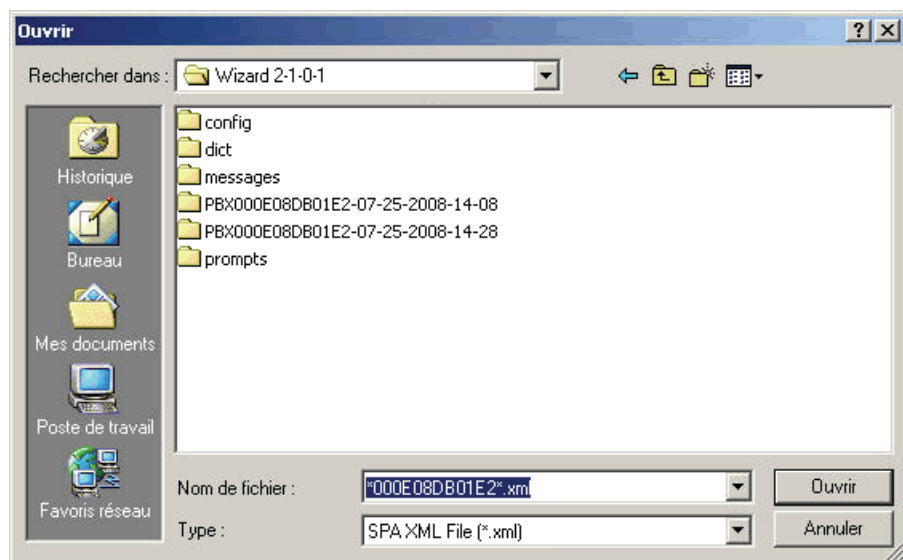 Ouvrir
Rechercher dans : Wizard 2-1-0-1
Historique
Bureau
Mes documents
Poste de travail
Favoris réseau
config
dict
messages
PBX000E08DB01E2-07-25-2008-14-08
PBX000E08DB01E2-07-25-2008-14-28
prompts
Nom de fichier : *000E08DB01E2*.xml Ouvrir
Type : SPA XML File (*.xml) Annuler